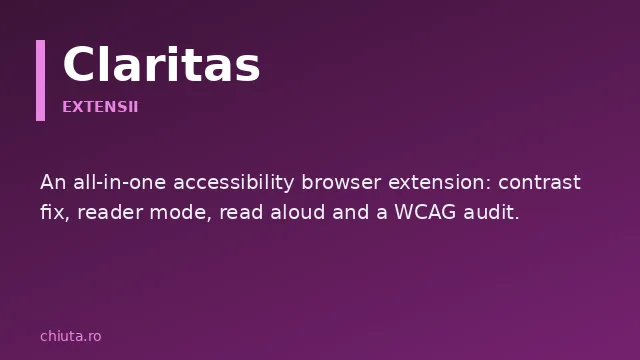 Claritas
EXTENSII
An all-in-one accessibility browser extension: contrast
fix, reader mode, read aloud and a WCAG audit.
chiuta.ro